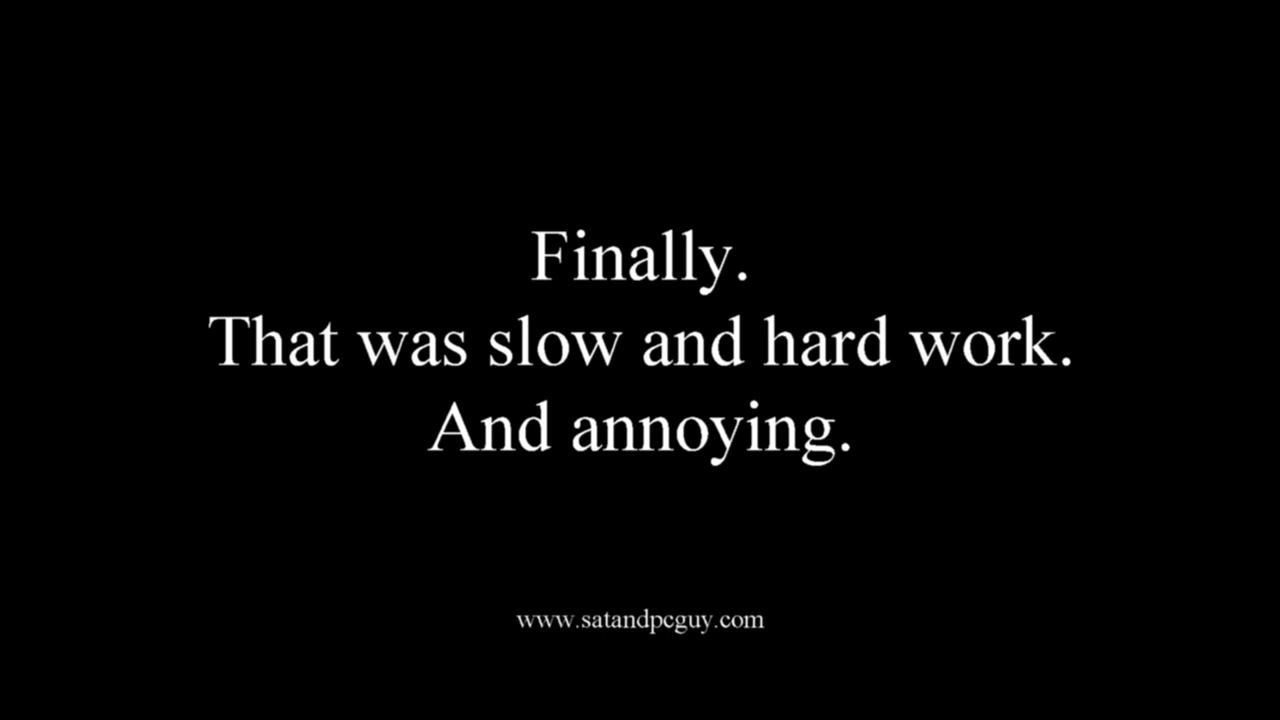 Finally.
That was slow and hard work.
And annoying.
www.satandpcguy.com